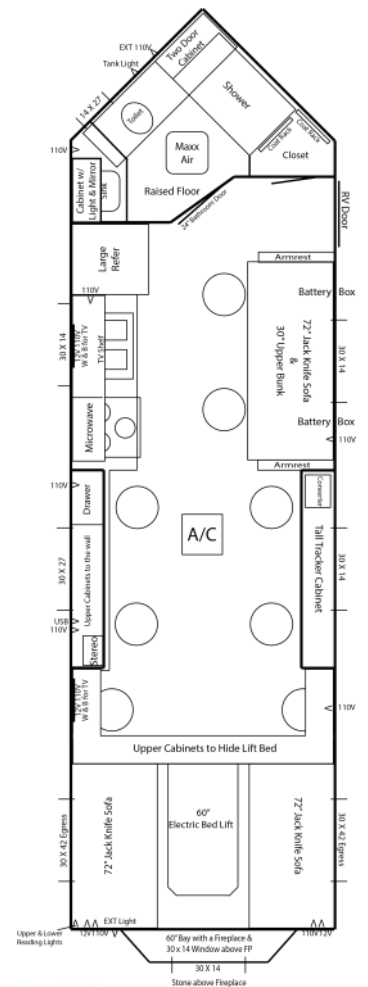 EXT 110V
Two Door
Cabinet
Tank Light
14 X 27
Toilet
Shower
Coat Rack
Coat Rack
110V
Maxx
Air
Closet
Cabinet w/
Light & Mirror
Sink
Raised Floor
24" Bathroom Door
RV Door
Large
Refer
Armrest
110V
Battery Box
30 X 14
12V 110V
W & B for TV
TV Shelf
72" Jack Knife Sofa
&
30" Upper Bunk
30 X 14
Microwave
Battery Box
110V
Armrest
110V
Drawer
Converter
A/C
30 X 27
Upper Cabinets to the wall
Tall Tracker Cabinet
30 X 14
USB
110V
Stereo
12V 110V
W & B for TV
110V
Upper Cabinets to Hide Lift Bed
72" Jack Knife Sofa
60"
Electric Bed Lift
72" Jack Knife Sofa
30 X 42 Egress
30 X 42 Egress
EXT Light
Upper & Lower
Reading Lights
12V 110V
110V 12V
60" Bay with a Fireplace &
30 x 14 Window above FP
30 X 14
Stone above Fireplace